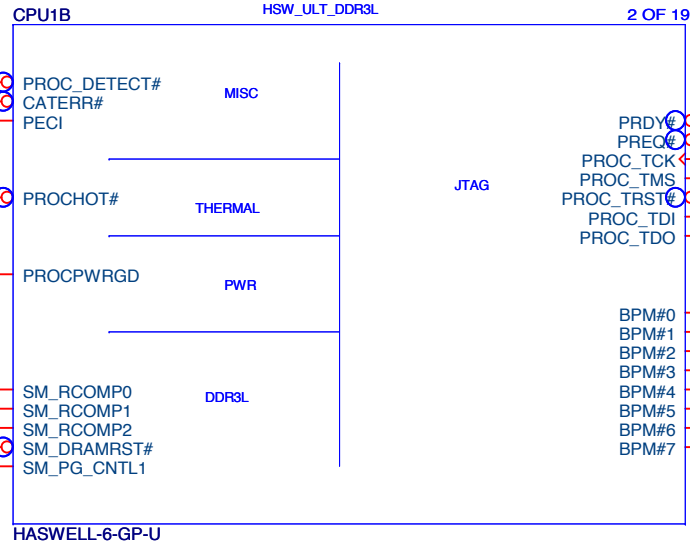 CPU1B
HSW_ULT_DDR3L
2 OF 19
PROC_DETECT#
CATERR#
PECI
MISC
PROCHOT#
THERMAL
PROCPWRGD
PWR
SM_RCOMP0
SM_RCOMP1
SM_RCOMP2
SM_DRAMRST#
SM_PG_CNTL1
DDR3L
JTAG
PRDY#
PREQ#
PROC_TCK
PROC_TMS
PROC_TRST#
PROC_TDI
PROC_TDO
BPM#0
BPM#1
BPM#2
BPM#3
BPM#4
BPM#5
BPM#6
BPM#7
HASWELL-6-GP-U